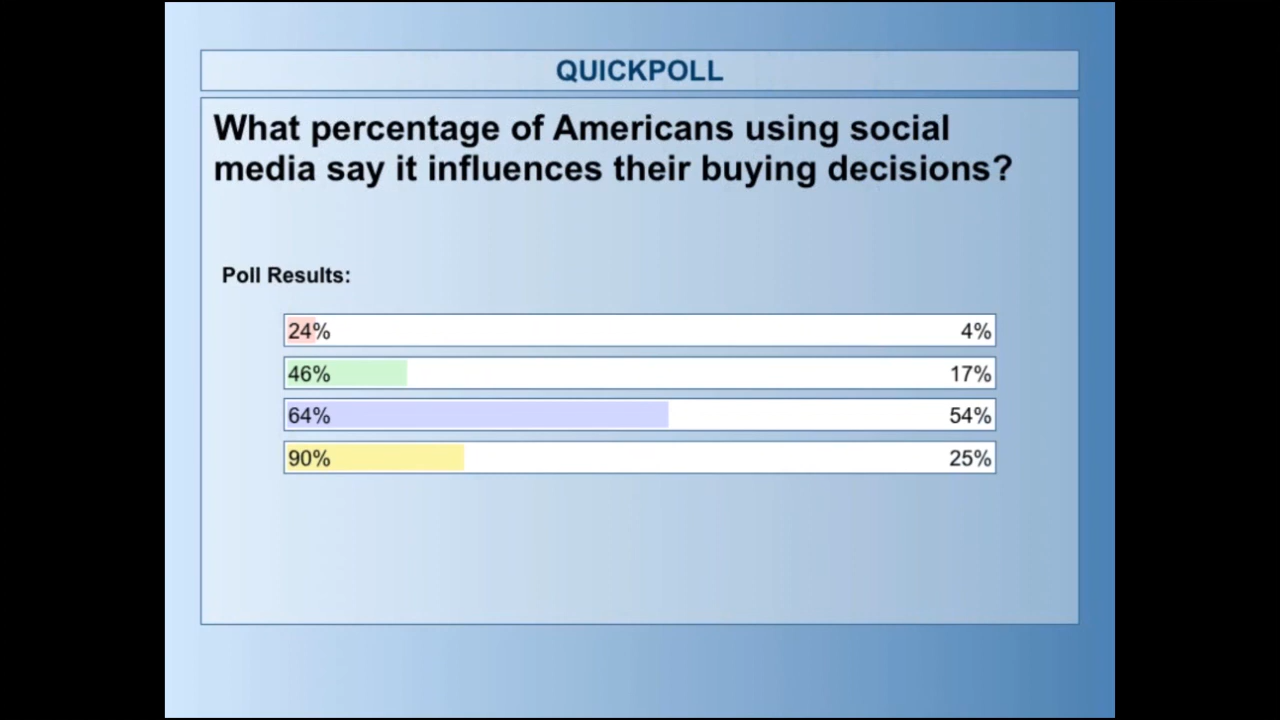 QUICKPOLL
What percentage of Americans using social
media say it influences their buying decisions?
Poll Results:
24% 4%
46% 17%
64% 54%
90% 25%